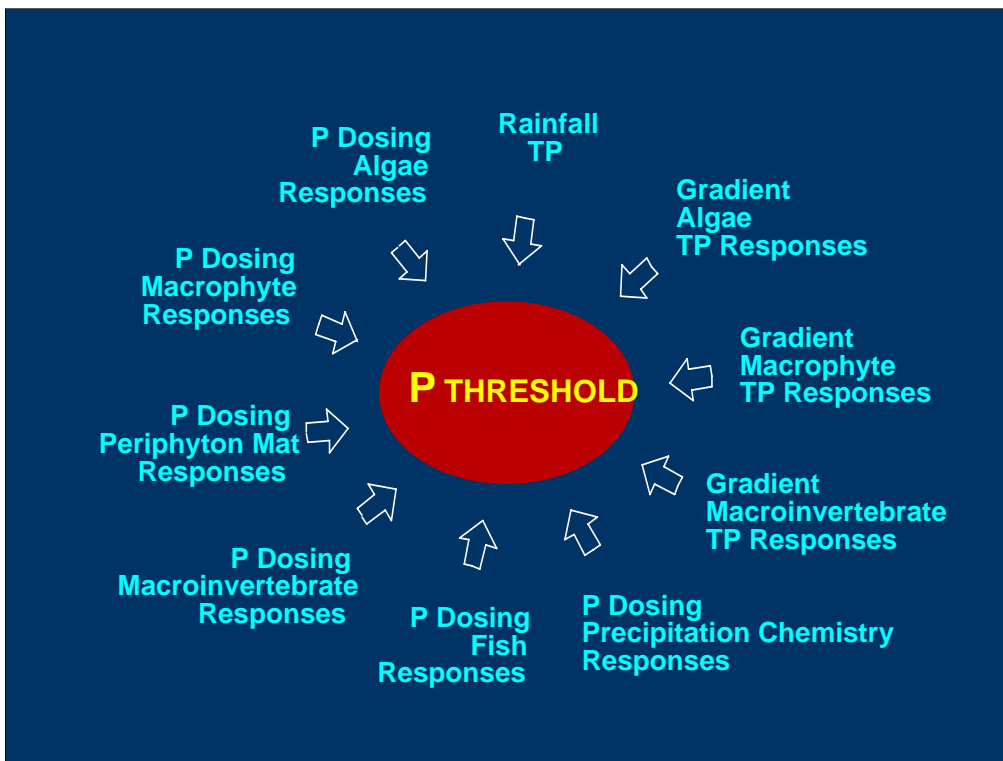 Rainfall
TP
P Dosing
Algae
Responses
Gradient
Algae
TP Responses
P Dosing
Macrophyte
Responses
Gradient
Macrophyte
TP Responses
P THRESHOLD
P Dosing
Periphyton Mat
Responses
Gradient
Macroinvertebrate
TP Responses
P Dosing
Macroinvertebrate
Responses
P Dosing
Fish
Responses
P Dosing
Precipitation Chemistry
Responses